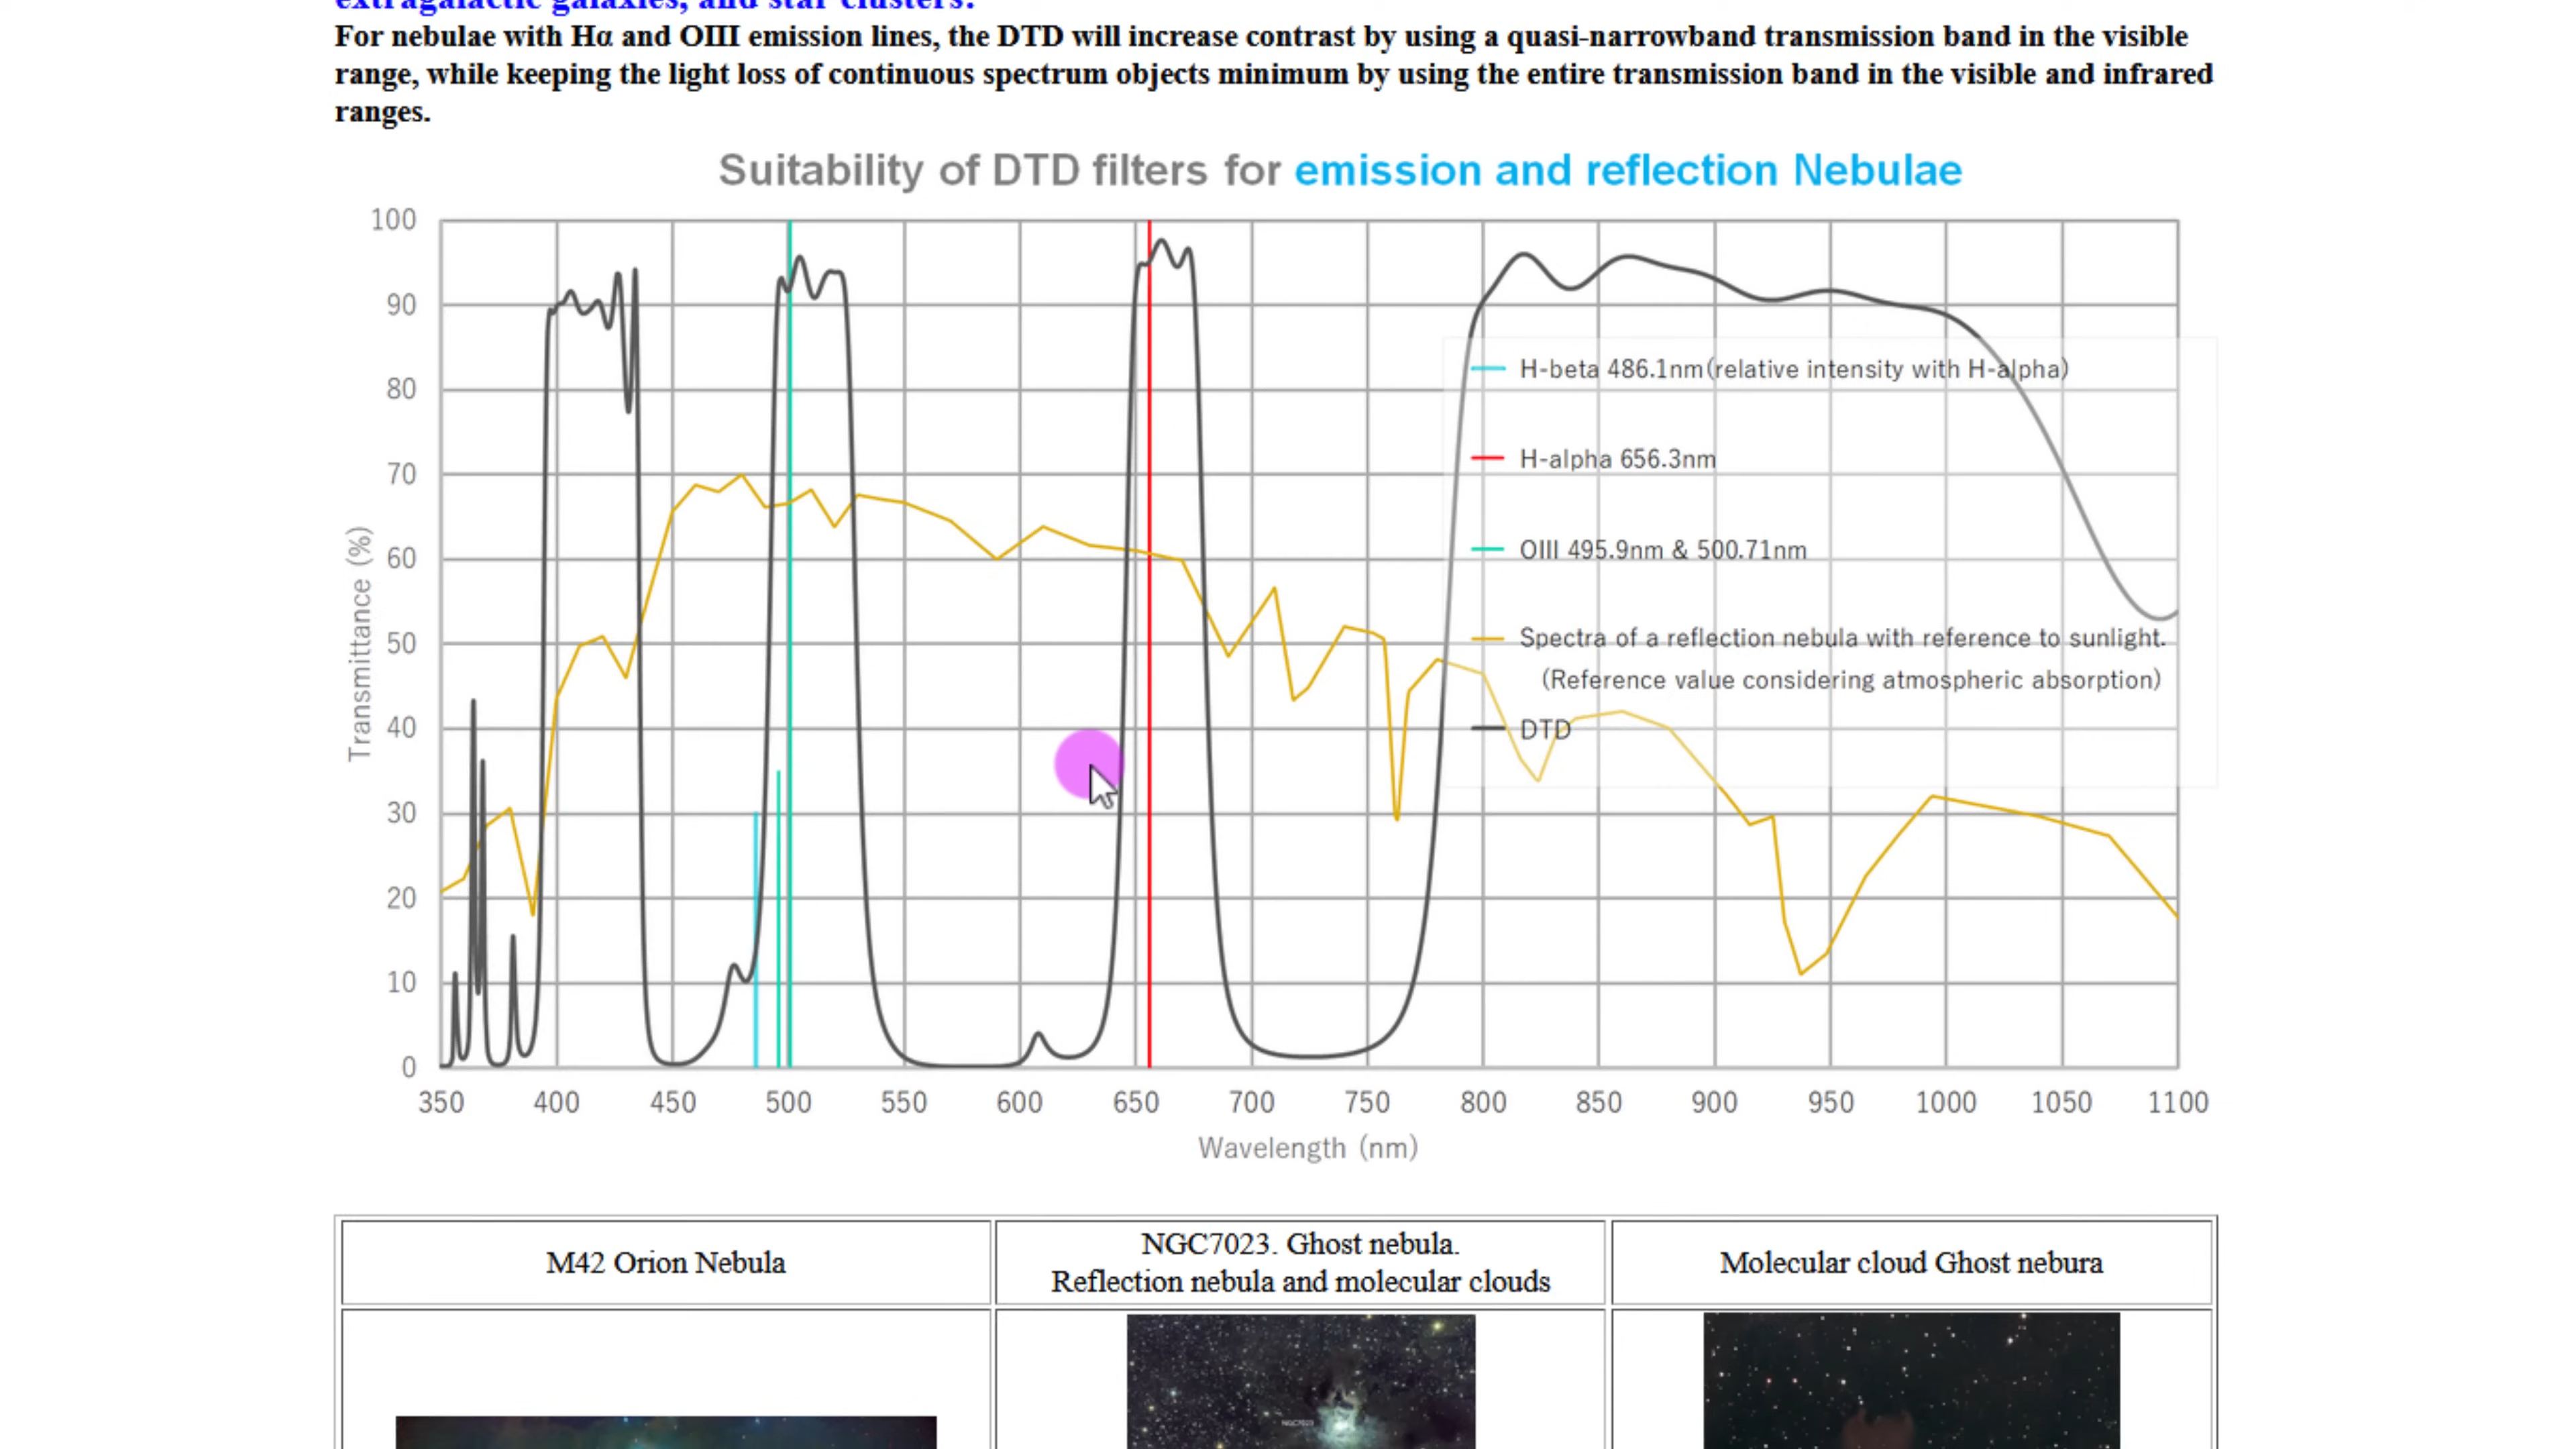 extragalactic galaxies, and star clusters.
For nebulae with Hα and OIII emission lines, the DTD will increase contrast by using a quasi-narrowband transmission band in the visible
range, while keeping the light loss of continuous spectrum objects minimum by using the entire transmission band in the visible and infrared
ranges.
Suitability of DTD filters for emission and reflection Nebulae
100
90
80
70
60
50
40
30
20
10
0
Transmittance (%)
H-beta 486.1nm(relative intensity with H-alpha)
H-alpha 656.3nm
OIII 495.9nm & 500.71nm
Spectra of a reflection nebula with reference to sunlight.
(Reference value considering atmospheric absorption)
DTD
350 400 450 500 550 600 650 700 750 800 850 900 950 1000 1050 1100
Wavelength (nm)
M42 Orion Nebula
NGC7023. Ghost nebula.
Reflection nebula and molecular clouds
Molecular cloud Ghost nebura
NGC7023